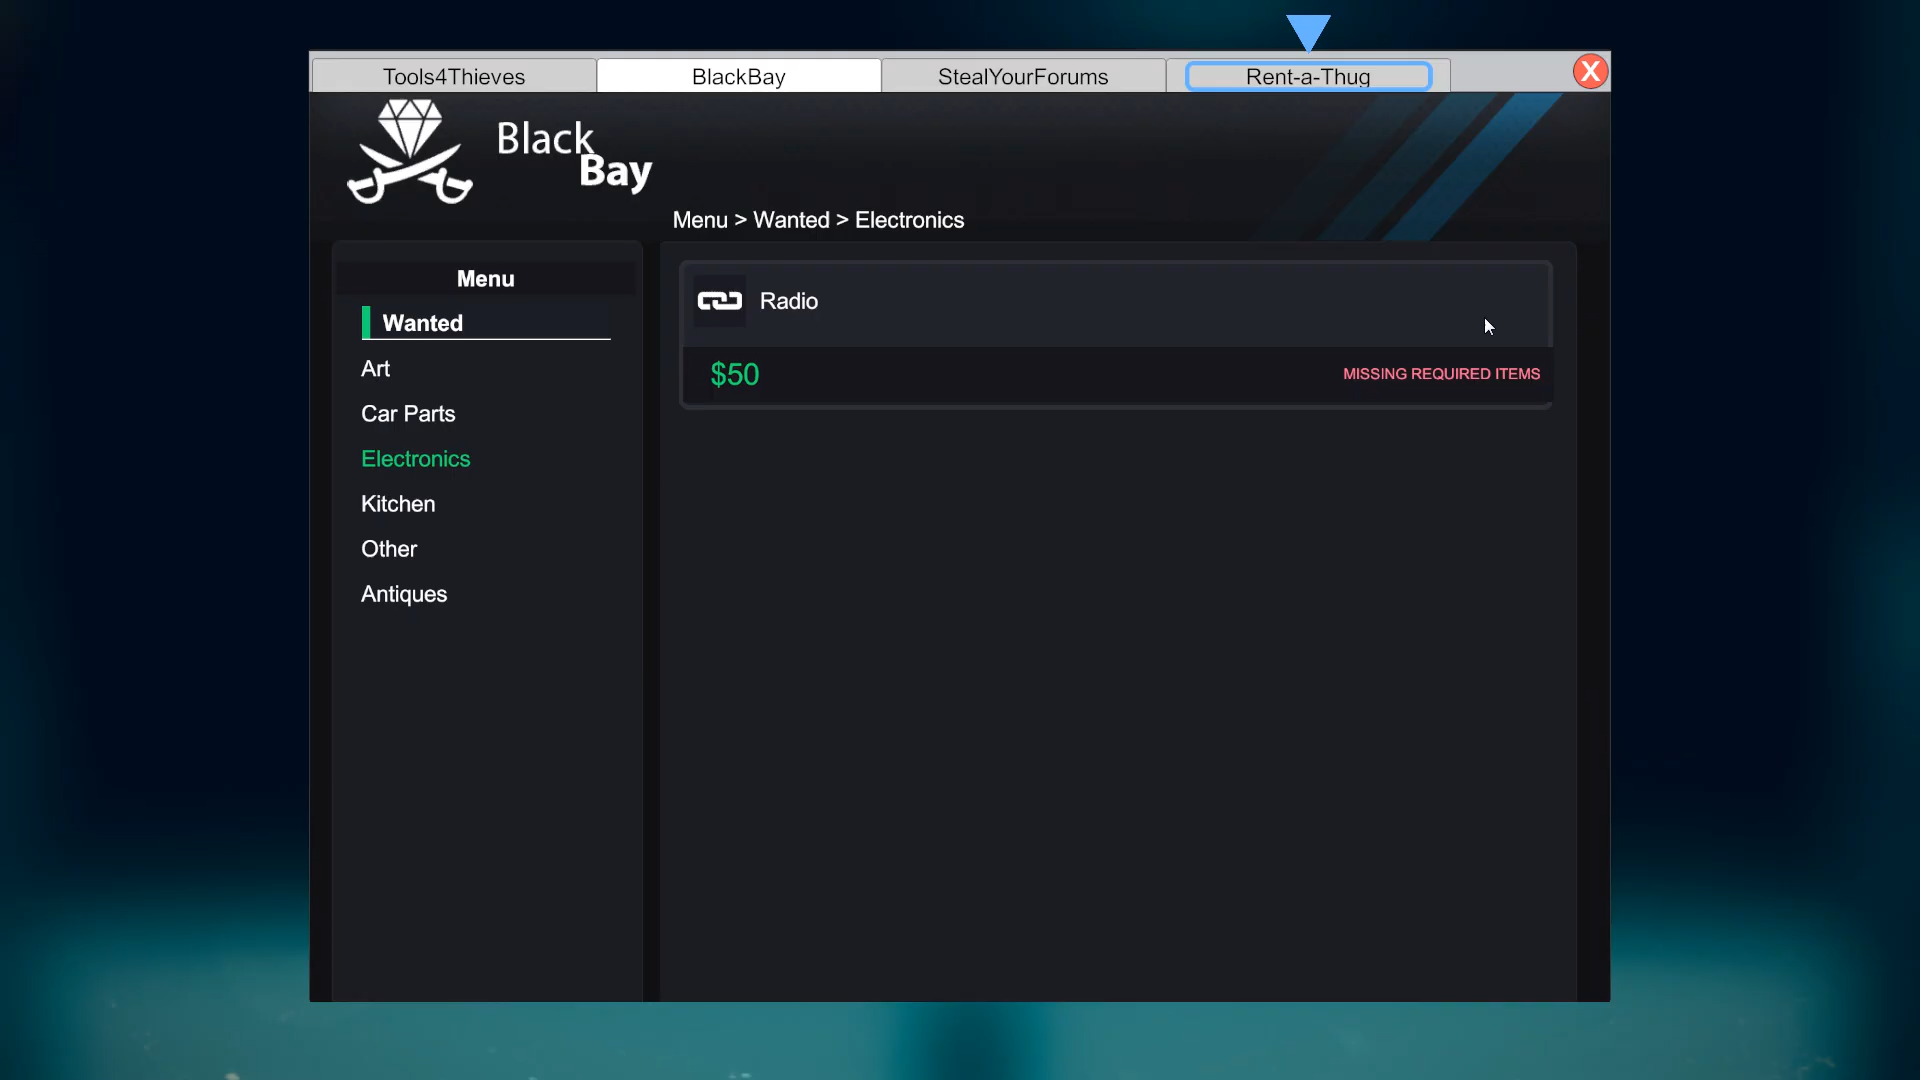 Tools4Thieves
BlackBay
StealYourForums
Rent-a-Thug
X
Black
Bay
Menu > Wanted > Electronics
Menu
Wanted
Art
Car Parts
Electronics
Kitchen
Other
Antiques
Radio
$50
MISSING REQUIRED ITEMS